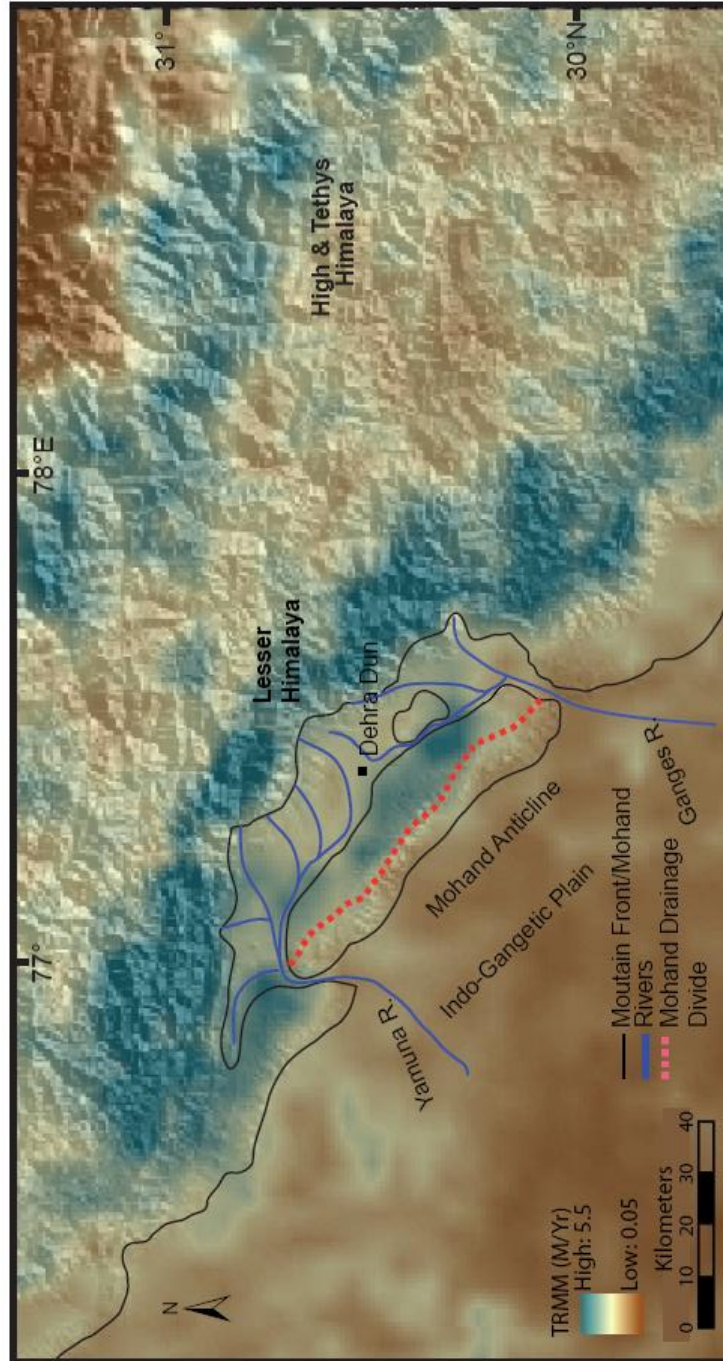 78°E
77°
31°
30°N
High & Tethys
Himalaya
Lesser
Himalaya
Dehra Dun
Mohand Anticline
Indo-Gangetic Plain
Yamuna R.
Ganges R.
N
TRMM (M/Yr)
High: 5.5
Low: 0.05
Kilometers
0 10 20 30 40
Moutain Front/Mohand
Rivers
Mohand Drainage
Divide